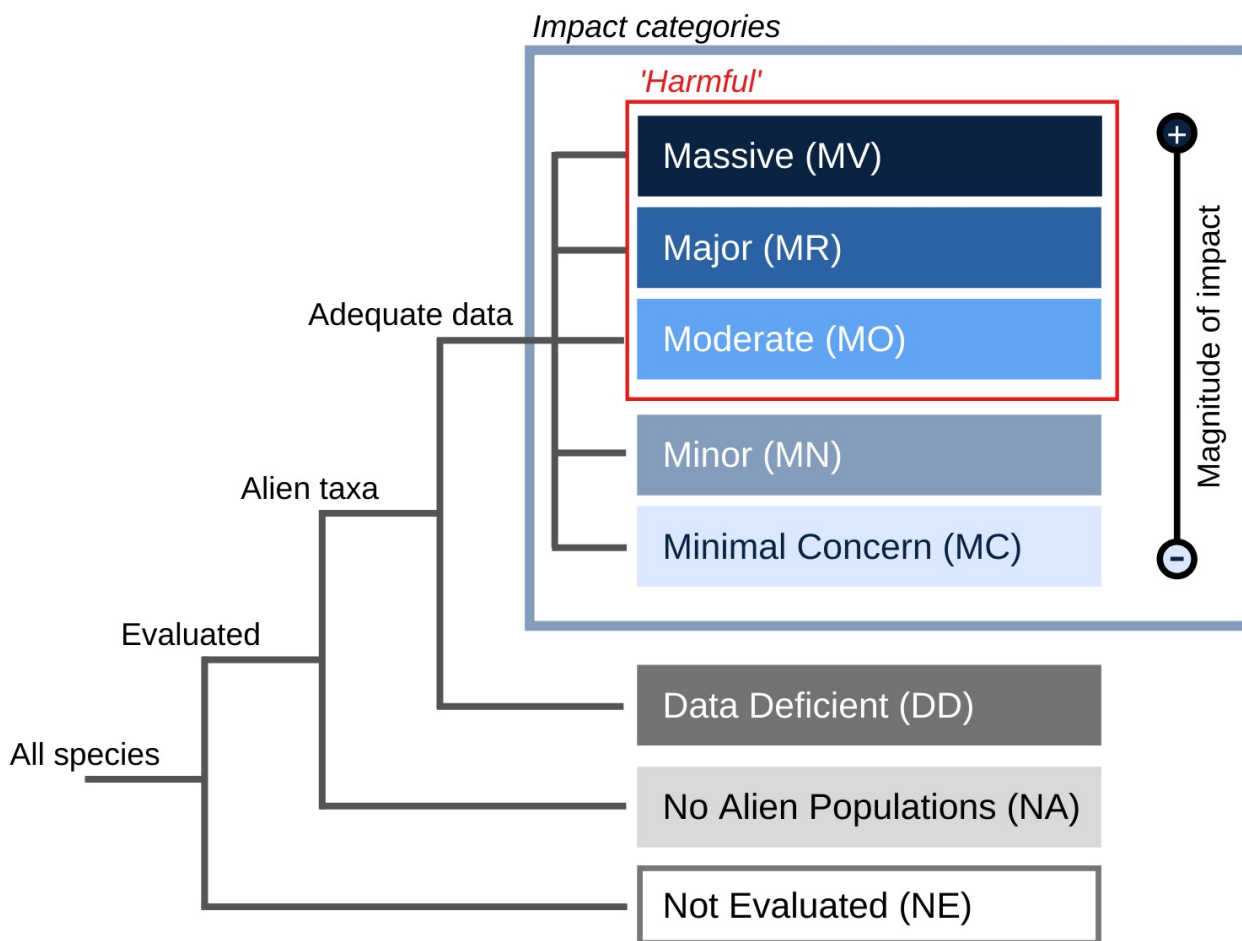 Impact categories
'Harmful'
Massive (MV)
+
Major (MR)
Adequate data
Moderate (MO)
Magnitude of impact
Minor (MN)
Alien taxa
Minimal Concern (MC)
-
Evaluated
Data Deficient (DD)
All species
No Alien Populations (NA)
Not Evaluated (NE)